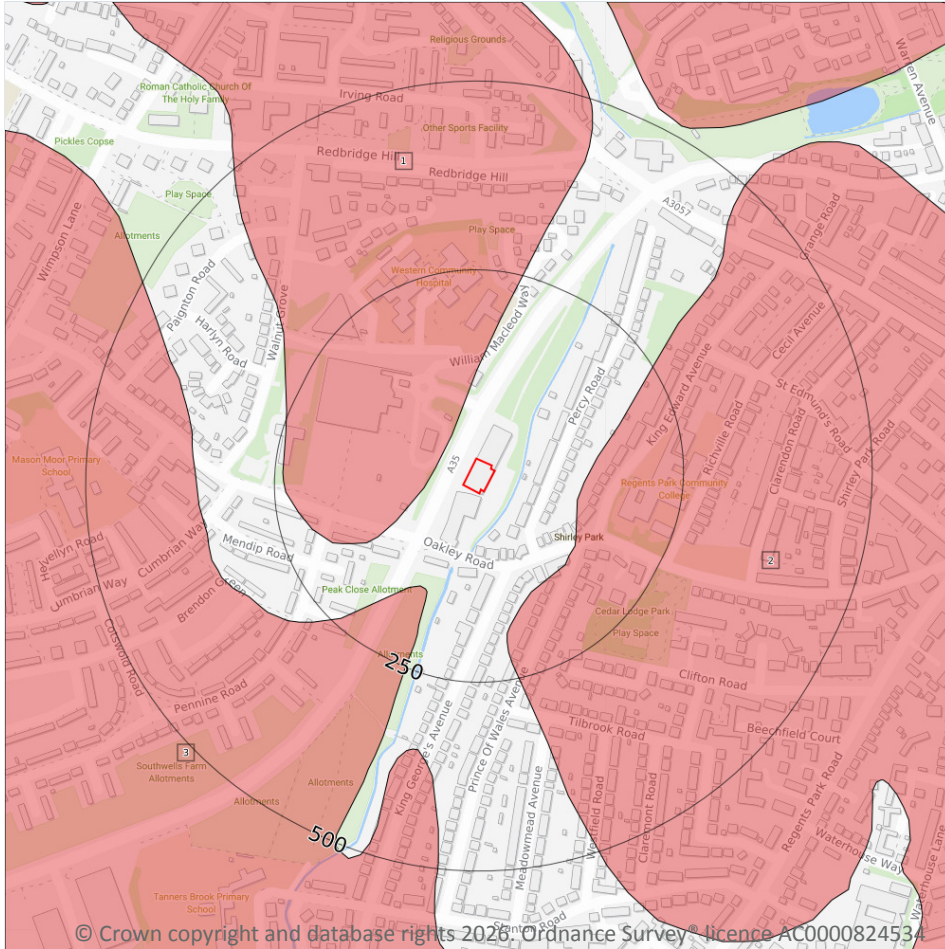 Religious Grounds
Warren Avenue
Roman Catholic Church Of
The Holy Family
Irving Road
Other Sports Facility
Pickles Copse
Redbridge Hill
1
Redbridge Hill
Play Space
A3057
Wimpson Lane
Grange Road
Allotments
Play Space
Western Community
Hospital
Paignton Road
William Macleod Way
Walnut Grove
Harlyn Road
Cecil Avenue
King Edward Avenue
St Edmund's Road
Percy Road
Richville Road
Clarendon Road
Shirley Park Road
Mason Moor Primary
School
A35
Regents Park Community
College
Helvellyn Road
Cumbrian Way
Mendip Road
Oakley Road
Shirley Park
2
Cumbrian Way
Brendon Green
Peak Close Allotment
Cedar Lodge Park
Play Space
Cotswold Road
Allotments
250
Clifton Road
Pennine Road
Prince Of Wales Avenue
Tilbrook Road
Beechfield Court
3
Southwells Farm
Allotments
Allotments
King George's Avenue
Allotments
Meadowmead Avenue
Claremont Road
Regents Park Road
500
Waterhouse Way
Waterhouse Lane
Tanners Brook Primary
School
Stanton Road
© Crown copyright and database rights 2026. Ordnance Survey® licence AC0000824534